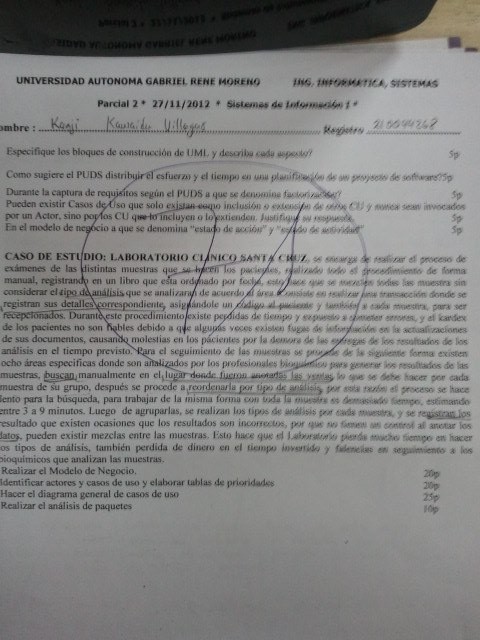 UNIVERSIDAD AUTONOMA GABRIEL RENE MORENO ING. INFORMATICA, SISTEMAS
Parcial 2 * 27/11/2012 * Sistemas de Información I *
ombre : Kenji Villegas Registro
Especifique los bloques de construcción de UML y describa cada aspecto? 5p
Como sugiere el PUDS distribuir el esfuerzo y el tiempo en una planificación de un proyecto de software?5p
Durante la captura de requisitos según el PUDS a que se denomina factorización? 5p
Pueden existir Casos de Uso que solo existan como inclusión o extensión de otros CU y nunca sean invocados
por un Actor, sino por los CU que lo incluyen o lo extienden. Justifique su respuesta. 5p
En el modelo de negocio a que se denomina "estado de acción" y "estado de actividad" 5p
CASO DE ESTUDIO: LABORATORIO CLINICO SANTA CRUZ, se encarga de realizar el proceso de
exámenes de las distintas muestras que se hacen los pacientes, realizado todo el procedimiento de forma
manual, registrando en un libro que esta ordenado por fecha, esto hace que se mezclen todas las muestra sin
considerar el tipo de análisis que se analizaran de acuerdo al área. Consiste en realizar una transacción donde se
registran sus detalles correspondiente, asignándole un código al paciente y también a cada muestra, para ser
recepcionados. Durante este procedimiento existe perdidas de tiempo y expuesto a cometer errores, y el kardex
de los pacientes no son fiables debido a que algunas veces existen fugas de información en la actualizaciones
de sus documentos, causando molestias en los pacientes por la demora de las entregas de los resultados de los
análisis en el tiempo previsto. Para el seguimiento de las muestras se procede de la siguiente forma existen
ocho áreas especificas donde son analizados por los profesionales bioquímico para generar los resultados de las
muestras, buscan manualmente en el lugar donde fueron anotadas las ventas, lo que se debe hacer por cada
muestra de su grupo, después se procede a reordenarla por tipo de análisis, por esta razón el proceso se hace
lento para la búsqueda, para trabajar de la misma forma con toda la muestra en demasiado tiempo, estimando
entre 3 a 9 minutos. Luego de agruparlas, se realizan los tipos de análisis por cada muestra, y se registran los
resultado que existen ocasiones que los resultados son incorrectos, por que no tienen un control al anotar los
datos, pueden existir mezclas entre las muestras. Esto hace que el Laboratorio pierda mucho tiempo en hacer
los tipos de análisis, también perdida de dinero en el tiempo invertido y falencias en seguimiento a los
bioquímicos que analizan las muestras.
Realizar el Modelo de Negocio. 20p
Identificar actores y casos de uso y elaborar tablas de prioridades 20p
Hacer el diagrama general de casos de uso 25p
Realizar el análisis de paquetes 10p